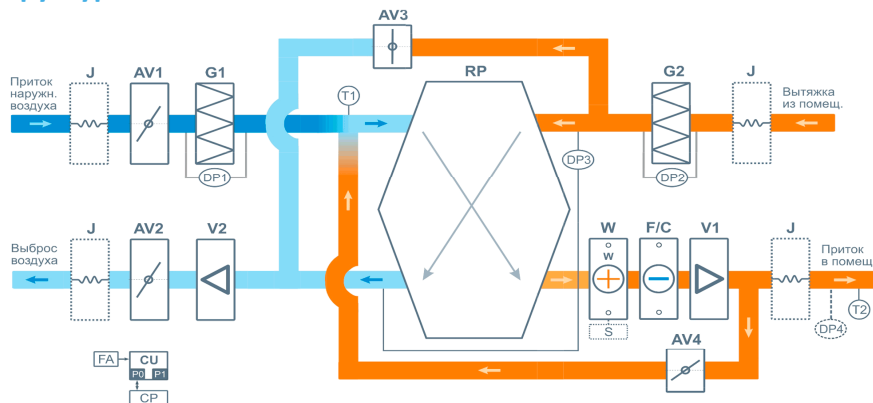 AV3
J
AV1
G1
RP
G2
J
Приток
наружн.
воздуха
T1
Вытяжка
из помещ.
DP1
DP3
DP2
J
AV2
V2
W
F/C
V1
J
Выброс
воздуха
w
Приток
в помещ
S
DP4
T2
AV4
FA
CU
P0 P1
CP